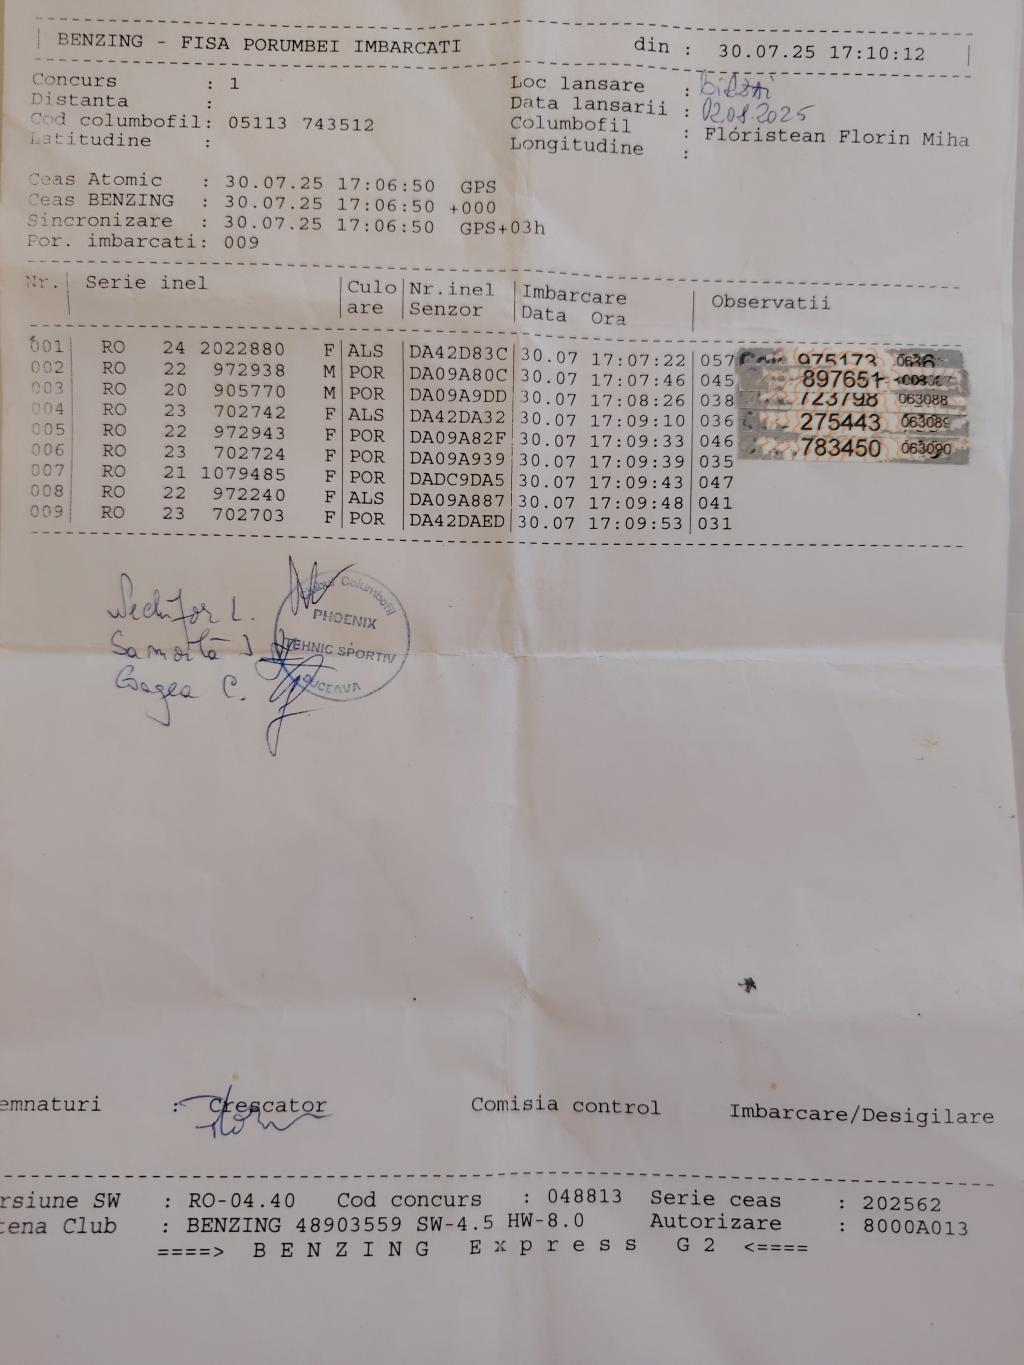 BENZING - FISA PORUMBEI IMBARCATI din : 30.07.25 17:10:12
Concurs : 1 Loc lansare :
Distanta : Data lansarii : 02.08.2025
Cod columbofil: 05113 743512 Columbofil : Floristean Florin Miha
Latitudine : Longitudine :
Ceas Atomic : 30.07.25 17:06:50 GPS
Ceas BENZING : 30.07.25 17:06:50 +000
Sincronizare : 30.07.25 17:06:50 GPS+03h
Por. imbarcati: 009
Nr. Serie inel Culo Nr.inel Imbarcare Observatii
are Senzor Data Ora
001 RO 24 2022880 F ALS DA42D83C 30.07 17:07:22 057 975173
002 RO 22 972938 M POR DA09A80C 30.07 17:07:46 045 897651
003 RO 20 905770 M POR DA09A9DD 30.07 17:08:26 038 723798 063088
004 RO 23 702742 F ALS DA42DA32 30.07 17:09:10 036 275443 063089
005 RO 22 972943 F POR DA09A82F 30.07 17:09:33 046 783450 063090
006 RO 23 702724 F POR DA09A939 30.07 17:09:39 035
007 RO 21 1079485 F POR DADC9DA5 30.07 17:09:43 047
008 RO 22 972240 F ALS DA09A887 30.07 17:09:48 041
009 RO 23 702703 F POR DA42DAED 30.07 17:09:53 031
Columbofil
PHOENIX
TEHNIC SPORTIV
SUCEAVA
L.
C.
emnaturi : Crescator Comisia control Imbarcare/Desigilare
rsiune SW : RO-04.40 Cod concurs : 048813 Serie ceas : 202562
tena Club : BENZING 48903559 SW-4.5 HW-8.0 Autorizare : 8000A013
====> B E N Z I N G E x p r e s s G 2 <====